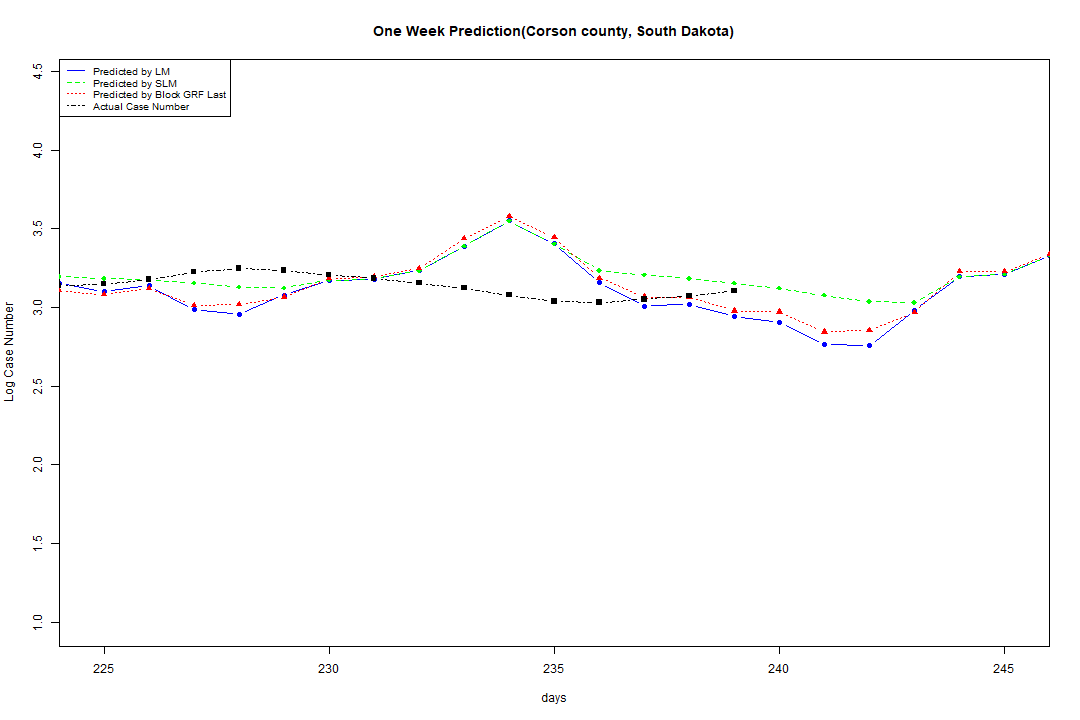 One Week Prediction(Corson county, South Dakota)
Predicted by LM
Predicted by SLM
Predicted by Block GRF Last
Actual Case Number
4.5
4.0
3.5
3.0
2.5
2.0
1.5
1.0
Log Case Number
225 230 235 240 245
days